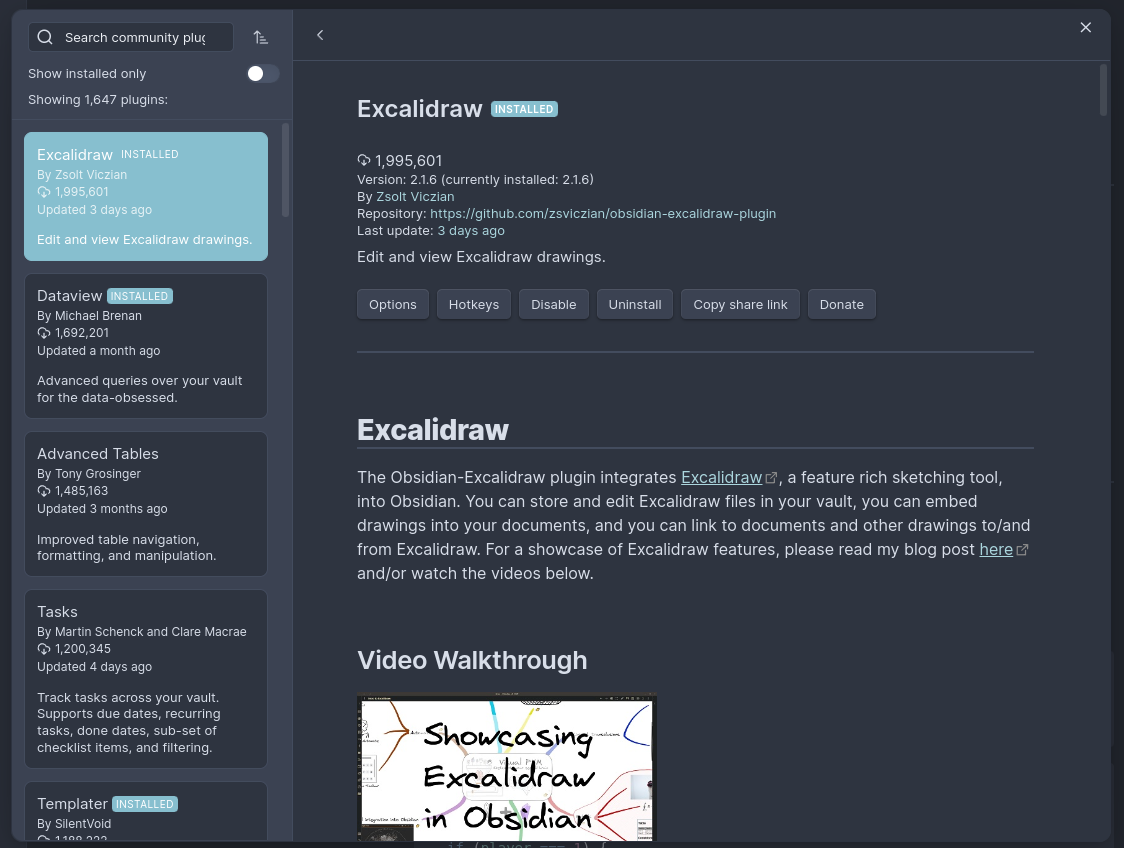 Search community plug
Show installed only
Showing 1,647 plugins:
Excalidraw INSTALLED
By Zsolt Viczian
1,995,601
Updated 3 days ago
Edit and view Excalidraw drawings.
Dataview INSTALLED
By Michael Brenan
1,692,201
Updated a month ago
Advanced queries over your vault
for the data-obsessed.
Advanced Tables
By Tony Grosinger
1,485,163
Updated 3 months ago
Improved table navigation,
formatting, and manipulation.
Tasks
By Martin Schenck and Clare Macrae
1,200,345
Updated 4 days ago
Track tasks across your vault.
Supports due dates, recurring
tasks, done dates, sub-set of
checklist items, and filtering.
Templater INSTALLED
By SilentVoid
Excalidraw INSTALLED
1,995,601
Version: 2.1.6 (currently installed: 2.1.6)
By Zsolt Viczian
Repository: https://github.com/zsviczian/obsidian-excalidraw-plugin
Last update: 3 days ago
Edit and view Excalidraw drawings.
Options Hotkeys Disable Uninstall Copy share link Donate
Excalidraw
The Obsidian-Excalidraw plugin integrates Excalidraw, a feature rich sketching tool,
into Obsidian. You can store and edit Excalidraw files in your vault, you can embed
drawings into your documents, and you can link to documents and other drawings to/and
from Excalidraw. For a showcase of Excalidraw features, please read my blog post here
and/or watch the videos below.
Video Walkthrough
Showcasing
Excalidraw
in Obsidian
if (player === 1) {